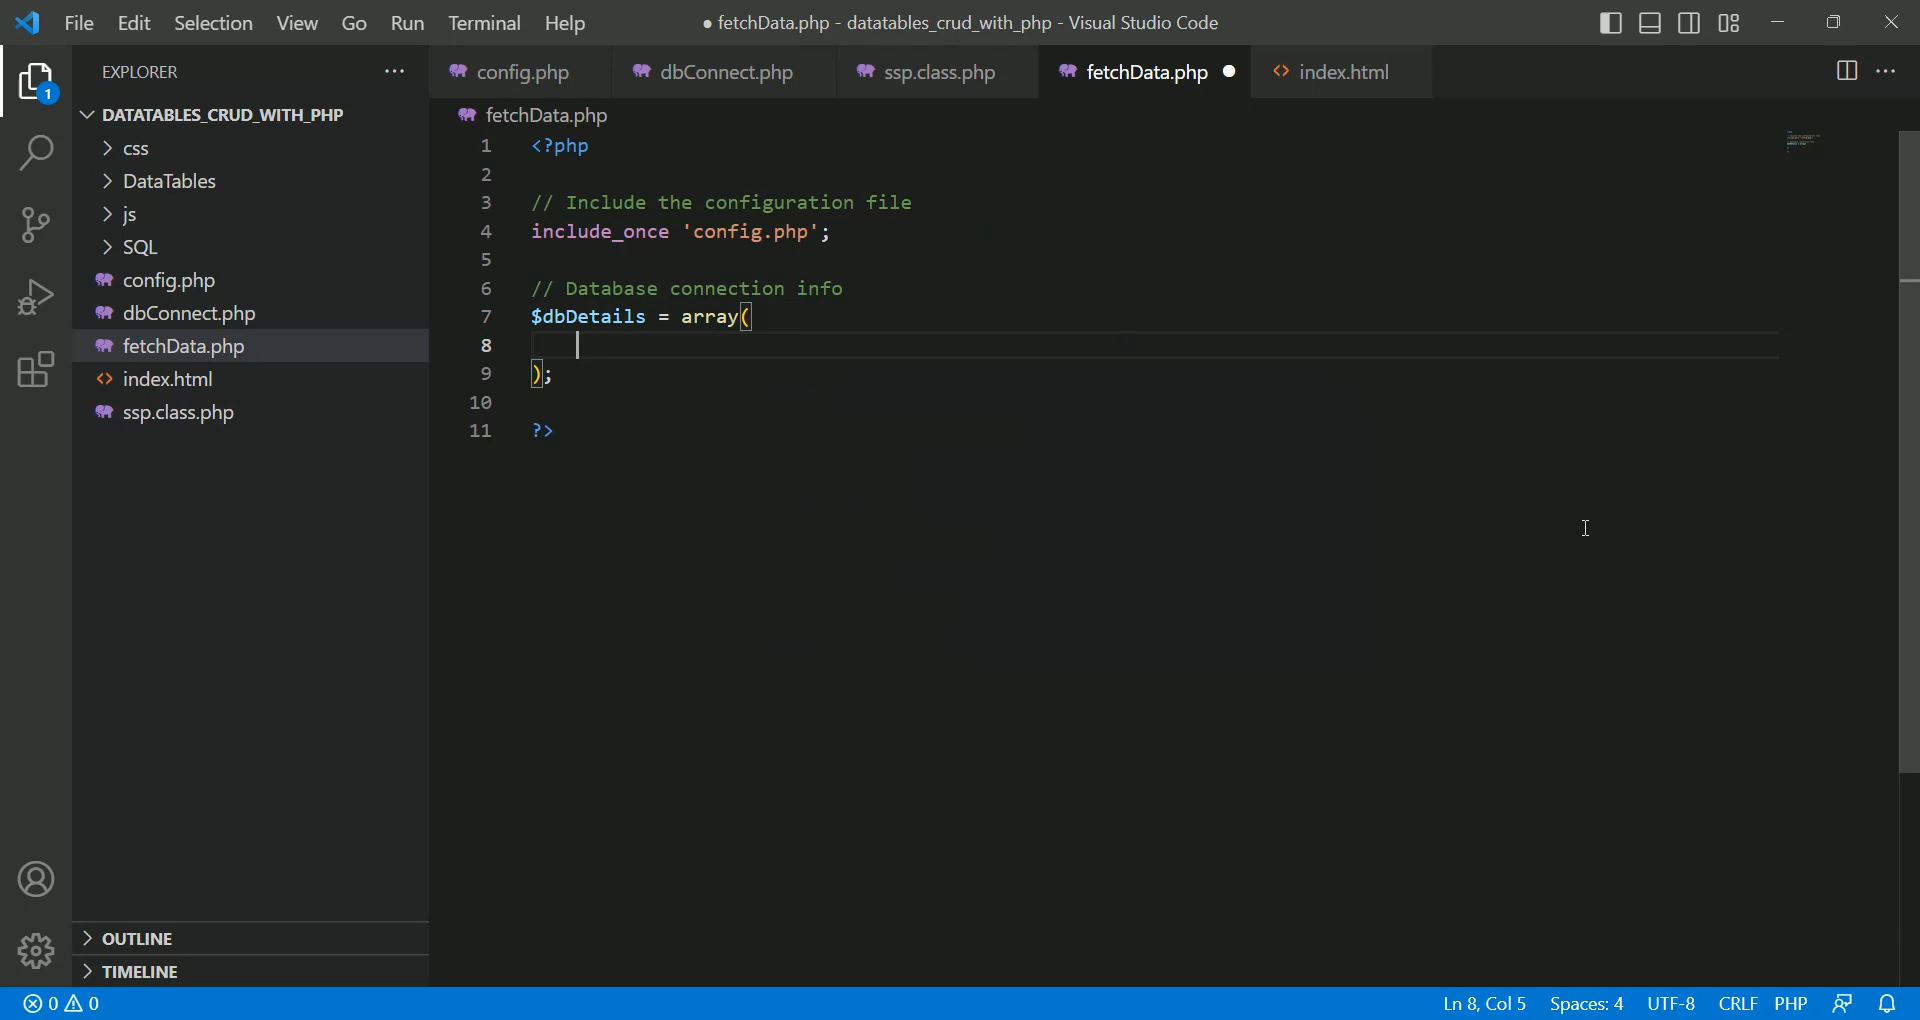 File Edit Selection View Go Run Terminal Help
● fetchData.php - datatables_crud_with_php - Visual Studio Code
EXPLORER
1
DATATABLES_CRUD_WITH_PHP
css
DataTables
js
SQL
config.php
dbConnect.php
fetchData.php
index.html
ssp.class.php
OUTLINE
TIMELINE
config.php dbConnect.php ssp.class.php fetchData.php index.html
fetchData.php
1 <?php
2
3 // Include the configuration file
4 include_once 'config.php';
5
6 // Database connection info
7 $dbDetails = array(
8
9 );
10
11 ?>
0 0 Ln 8, Col 5 Spaces: 4 UTF-8 CRLF PHP